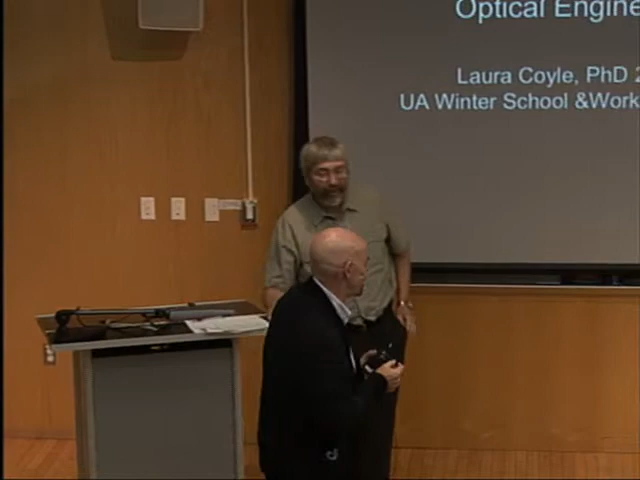 Optical Engine
Laura Coyle, PhD 2
UA Winter School &Work